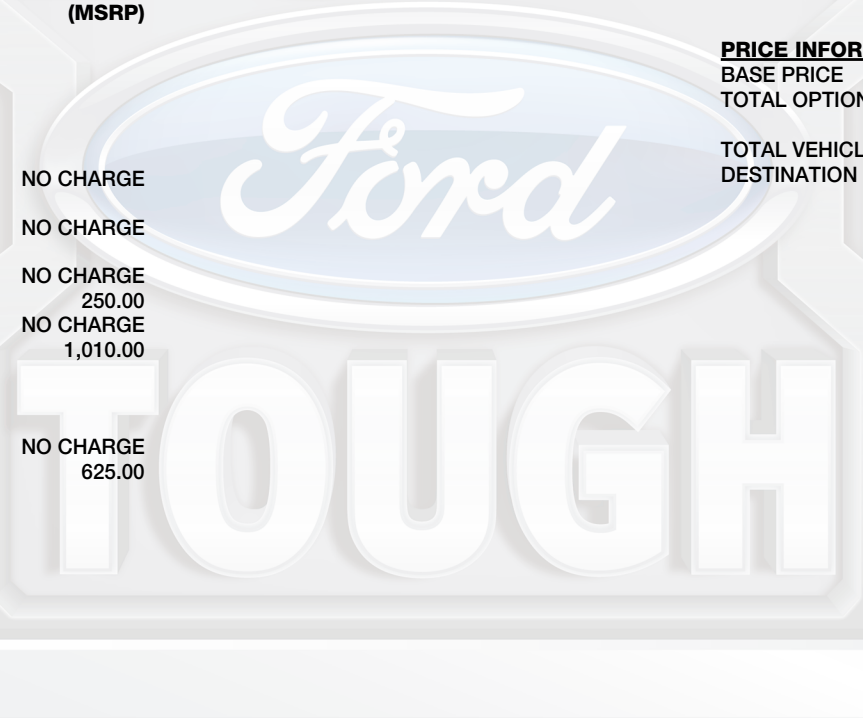 (MSRP)
NO CHARGE
NO CHARGE
NO CHARGE
250.00
NO CHARGE
1,010.00
NO CHARGE
625.00
PRICE INFOR
BASE PRICE
TOTAL OPTION
TOTAL VEHICL
DESTINATION
Ford
TOUGH